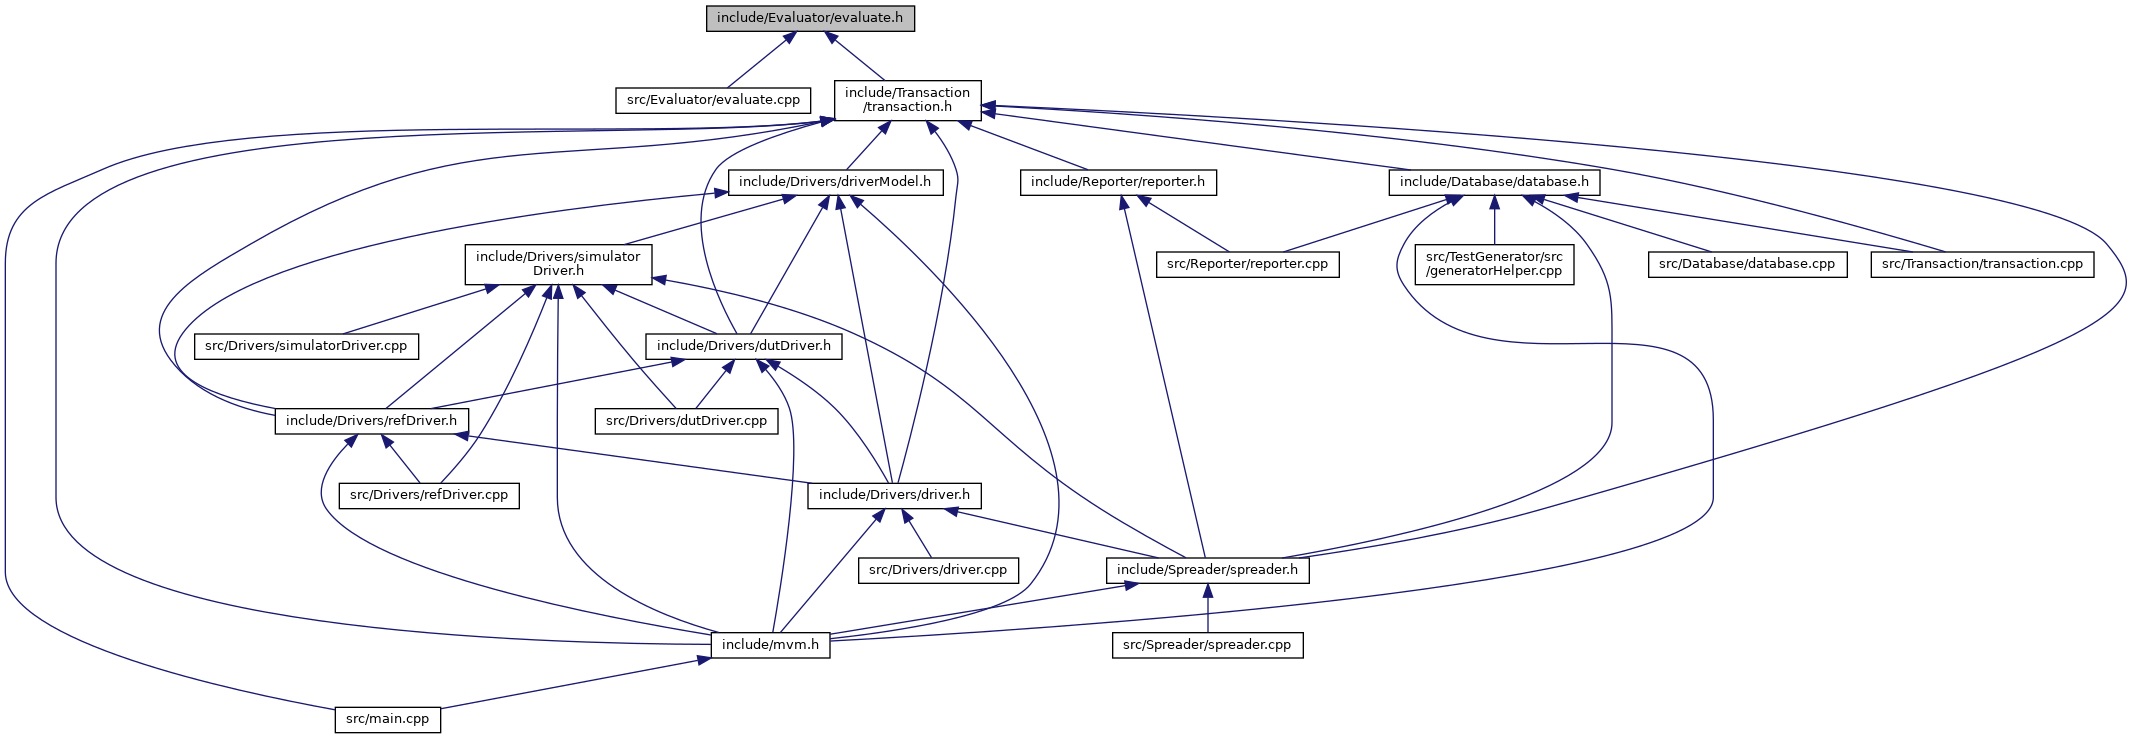 include/Evaluator/evaluate.h
src/Evaluator/evaluate.cpp
include/Transaction
/transaction.h
include/Drivers/driverModel.h
include/Reporter/reporter.h
include/Database/database.h
include/Drivers/simulator
Driver.h
src/Reporter/reporter.cpp
src/TestGenerator/src
/generatorHelper.cpp
src/Database/database.cpp
src/Transaction/transaction.cpp
src/Drivers/simulatorDriver.cpp
include/Drivers/dutDriver.h
include/Drivers/refDriver.h
src/Drivers/dutDriver.cpp
src/Drivers/refDriver.cpp
include/Drivers/driver.h
src/Drivers/driver.cpp
include/Spreader/spreader.h
include/mvm.h
src/Spreader/spreader.cpp
src/main.cpp